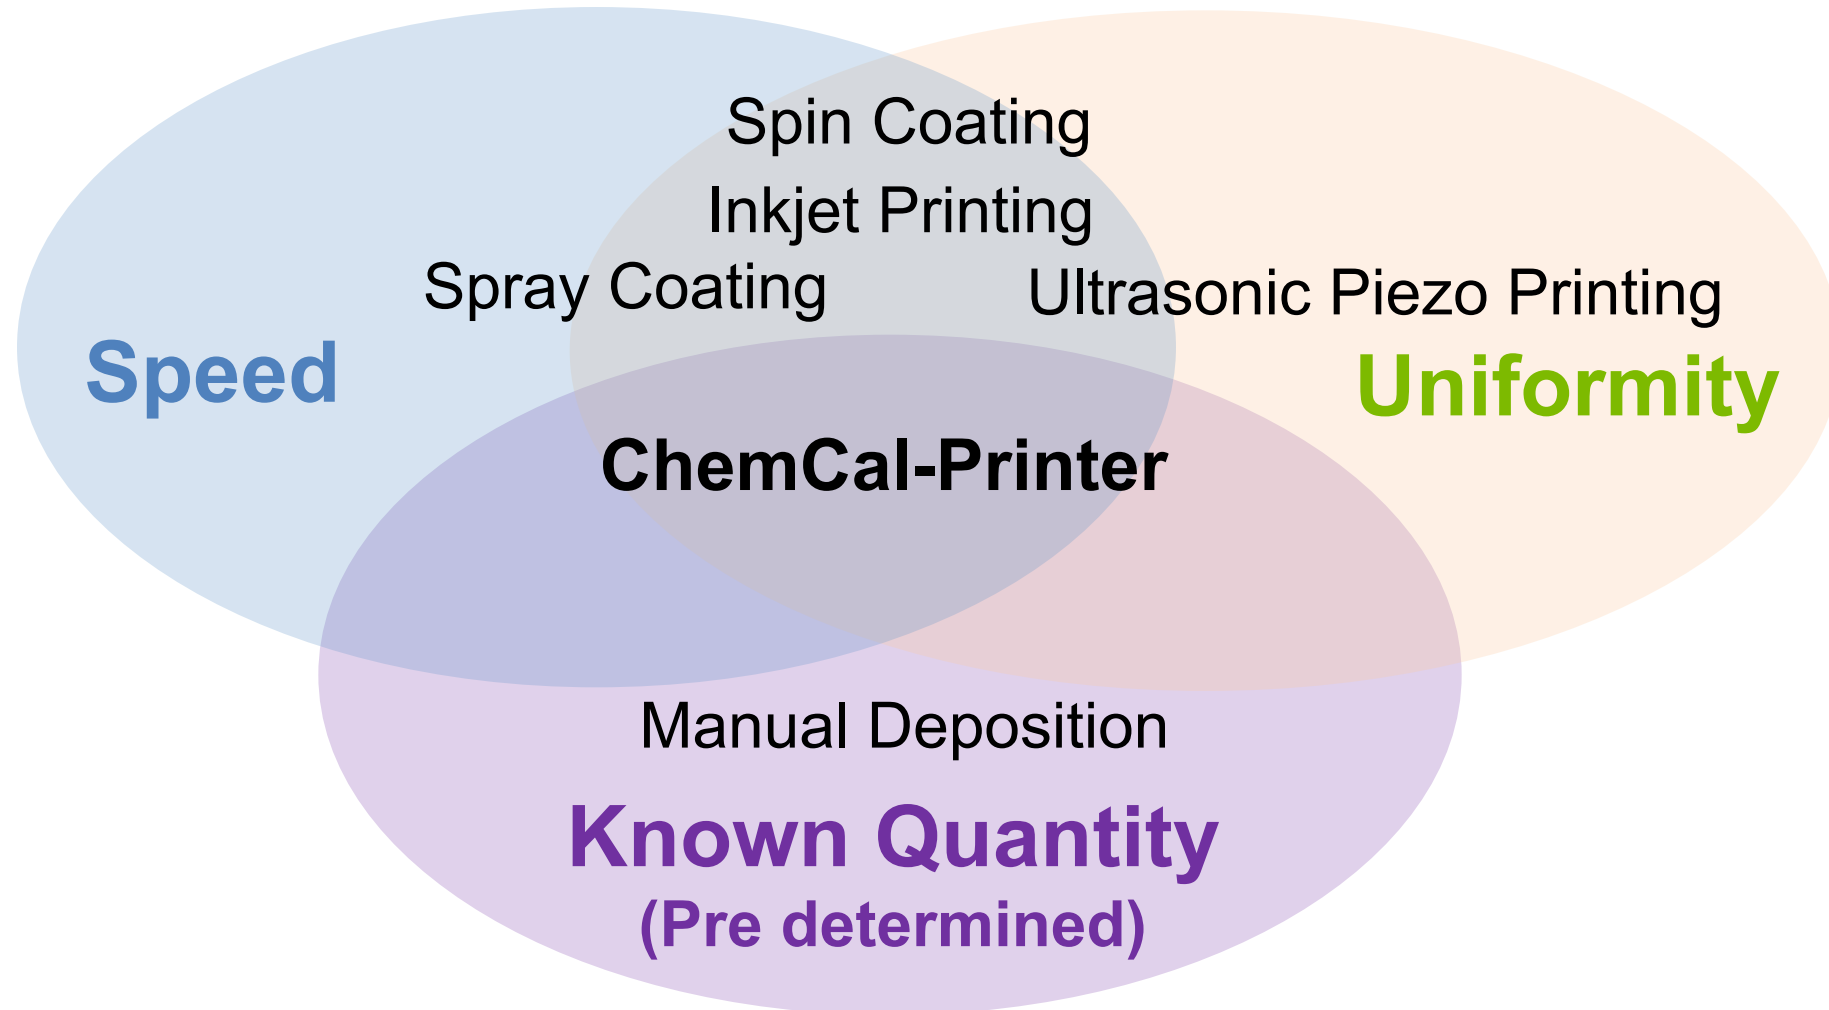 Spin Coating
Inkjet Printing
Spray Coating
Ultrasonic Piezo Printing
Speed
Uniformity
ChemCal-Printer
Manual Deposition
Known Quantity
(Pre determined)